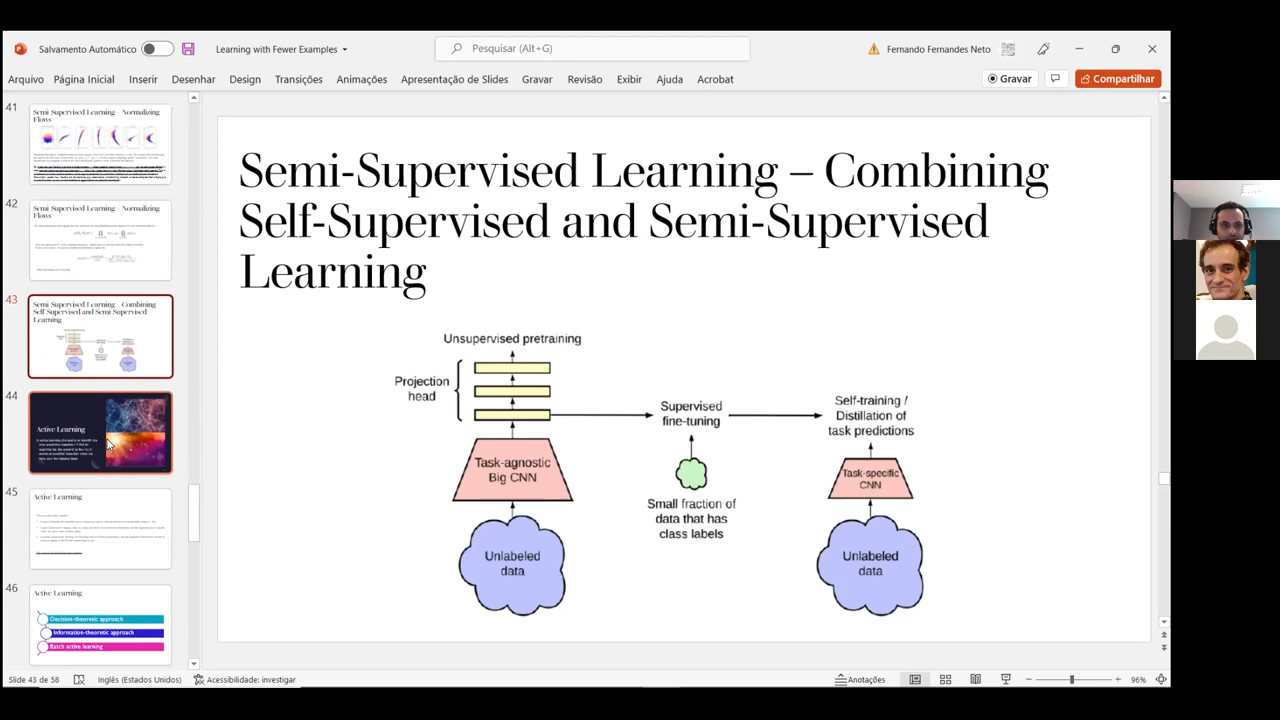 Salvamento Automático
Learning with Fewer Examples
Pesquisar (Alt+G)
Fernando Fernandes Neto
Arquivo
Página Inicial
Inserir
Desenhar
Design
Transições
Animações
Apresentação de Slides
Gravar
Revisão
Exibir
Ajuda
Acrobat
Gravar
Compartilhar
41
Semi Supervised Learning – Normalizing
Flows
42
Semi Supervised Learning – Normalizing
Flows
43
Semi Supervised Learning – Combining
Self Supervised and Semi Supervised
Learning
44
Active Learning
45
Active Learning
46
Active Learning
Decision-theoretic approach
Information-theoretic approach
Batch active learning
Semi-Supervised Learning – Combining
Self-Supervised and Semi-Supervised
Learning
Unsupervised pretraining
Projection
head
Task-agnostic
Big CNN
Unlabeled
data
Supervised
fine-tuning
Small fraction of
data that has
class labels
Self-training /
Distillation of
task predictions
Task-specific
CNN
Unlabeled
data
Slide 43 de 58
Inglês (Estados Unidos)
Acessibilidade: investigar
Anotações
96%